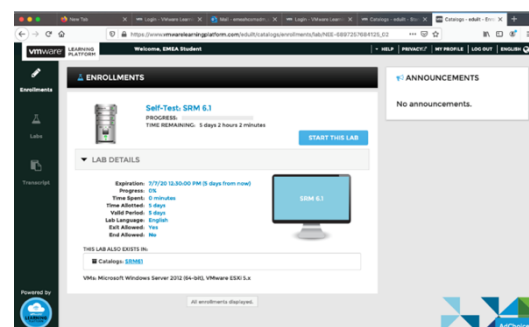 New Tab
Login - VMware Learn
Login - VMware Learn
Catalogs - edult - En
Catalogs - edult - Enr
https://www.vmwarelearningplatform.com/edult/catalogs/enrollments/lab/
vmware LEARNING PLATFORM
Welcome, EMEA Student
HELP PRIVACY MY PROFILE LOG OUT ENGLISH
Enrollments
Labs
Transcript
Powered by
ENROLLMENTS
Self-Test: SRM 6.1
PROGRESS:
TIME REMAINING: 5 days 2 hours 2 minutes
START THIS LAB
LAB DETAILS
Expiration: 7/7/20 12:30:00 PM (5 days from now)
Progress: 0%
Time Spent: 0 minutes
Time Allotted: 5 days
Valid Period: 5 days
Lab Language: English
Exit Allowed: Yes
End Allowed: No
SRM 6.1
THIS LAB ALSO EXISTS IN:
Catalogs: SRM61
VMs: Microsoft Windows Server 2012 (64-bit), VMware ESXi 5.x
All enrollments displayed.
ANNOUNCEMENTS
No announcements.